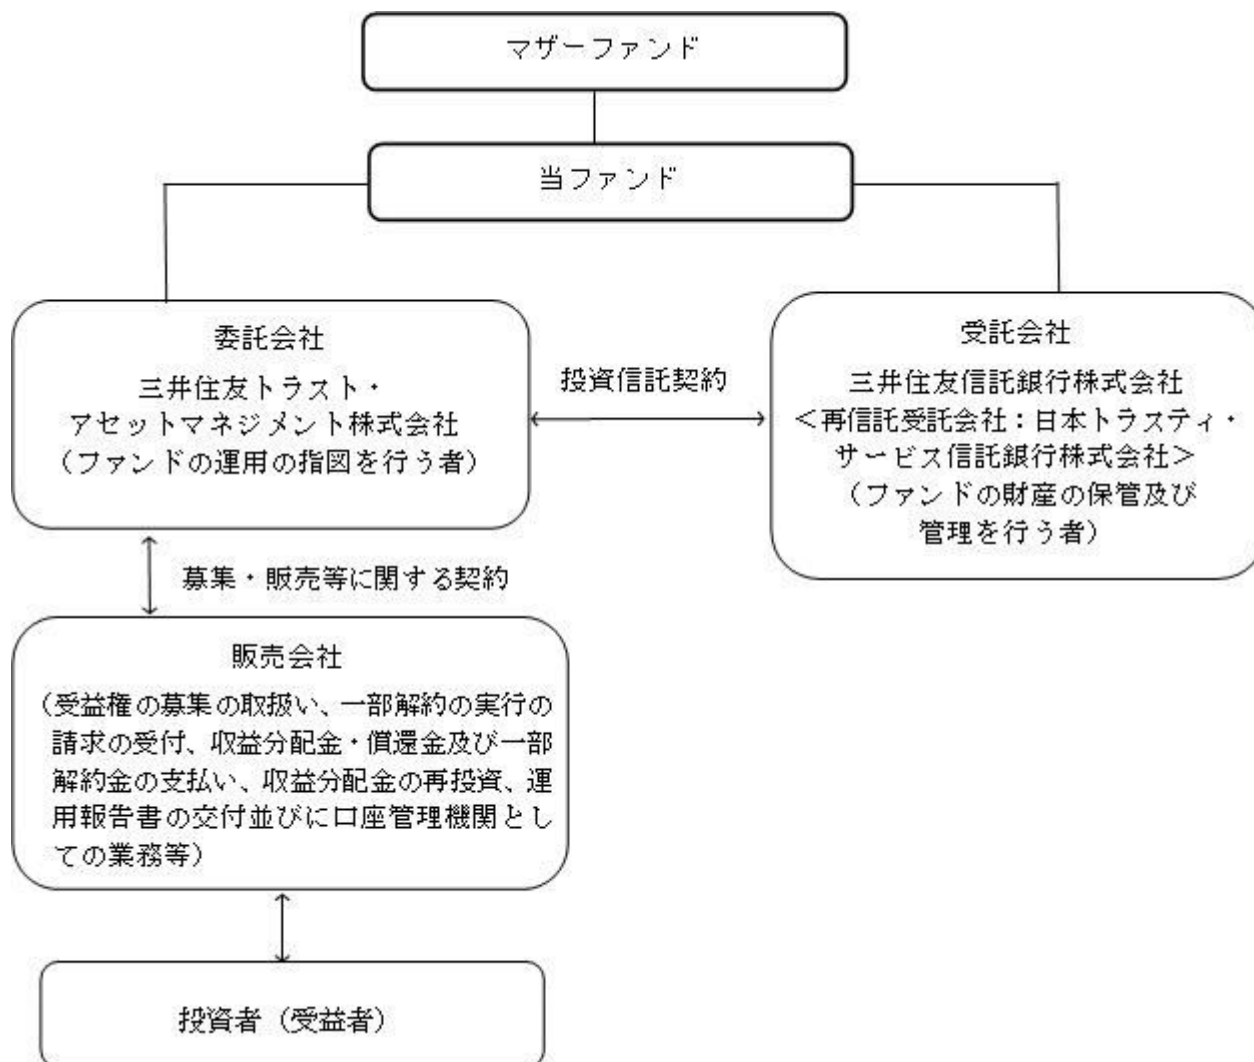 マザーファンド
当ファンド
委託会社
三井住友トラスト・
アセットマネジメント株式会社
（ファンドの運用の指図を行う者）
投資信託契約
受託会社
三井住友信託銀行株式会社
＜再信託受託会社：日本トラスティ・
サービス信託銀行株式会社＞
（ファンドの財産の保管及び
管理を行う者）
募集・販売等に関する契約
販売会社
（受益権の募集の取扱い、一部解約の実行の
請求の受付、収益分配金・償還金及び一部
解約金の支払い、収益分配金の再投資、運
用報告書の交付並びに口座管理機関とし
ての業務等）
投資者（受益者）